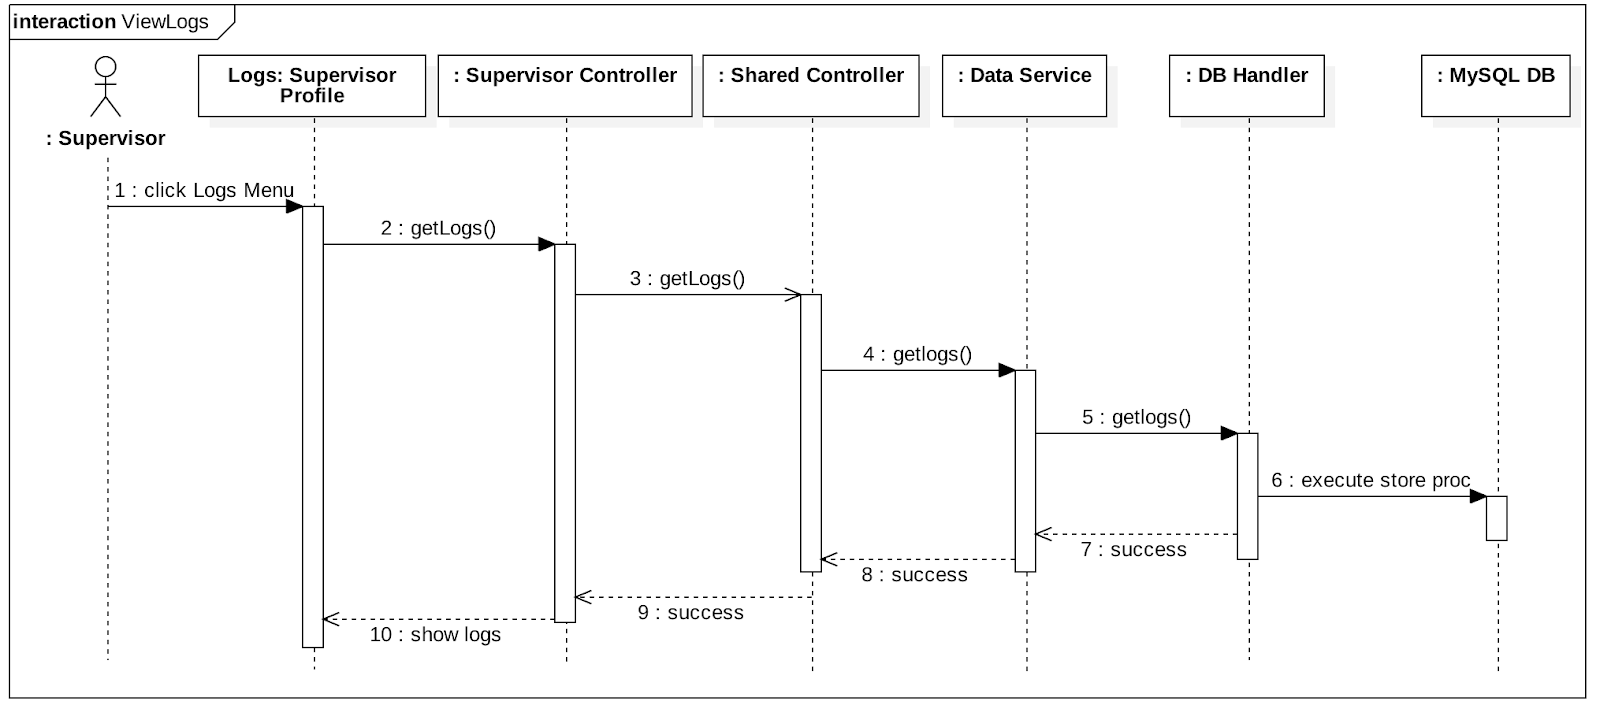 interaction ViewLogs
Logs: Supervisor
Profile
: Supervisor Controller
: Shared Controller
: Data Service
: DB Handler
: MySQL DB
: Supervisor
1 : click Logs Menu
2 : getLogs()
3 : getLogs()
4 : getlogs()
5 : getlogs()
6 : execute store proc
7 : success
8 : success
9 : success
10 : show logs